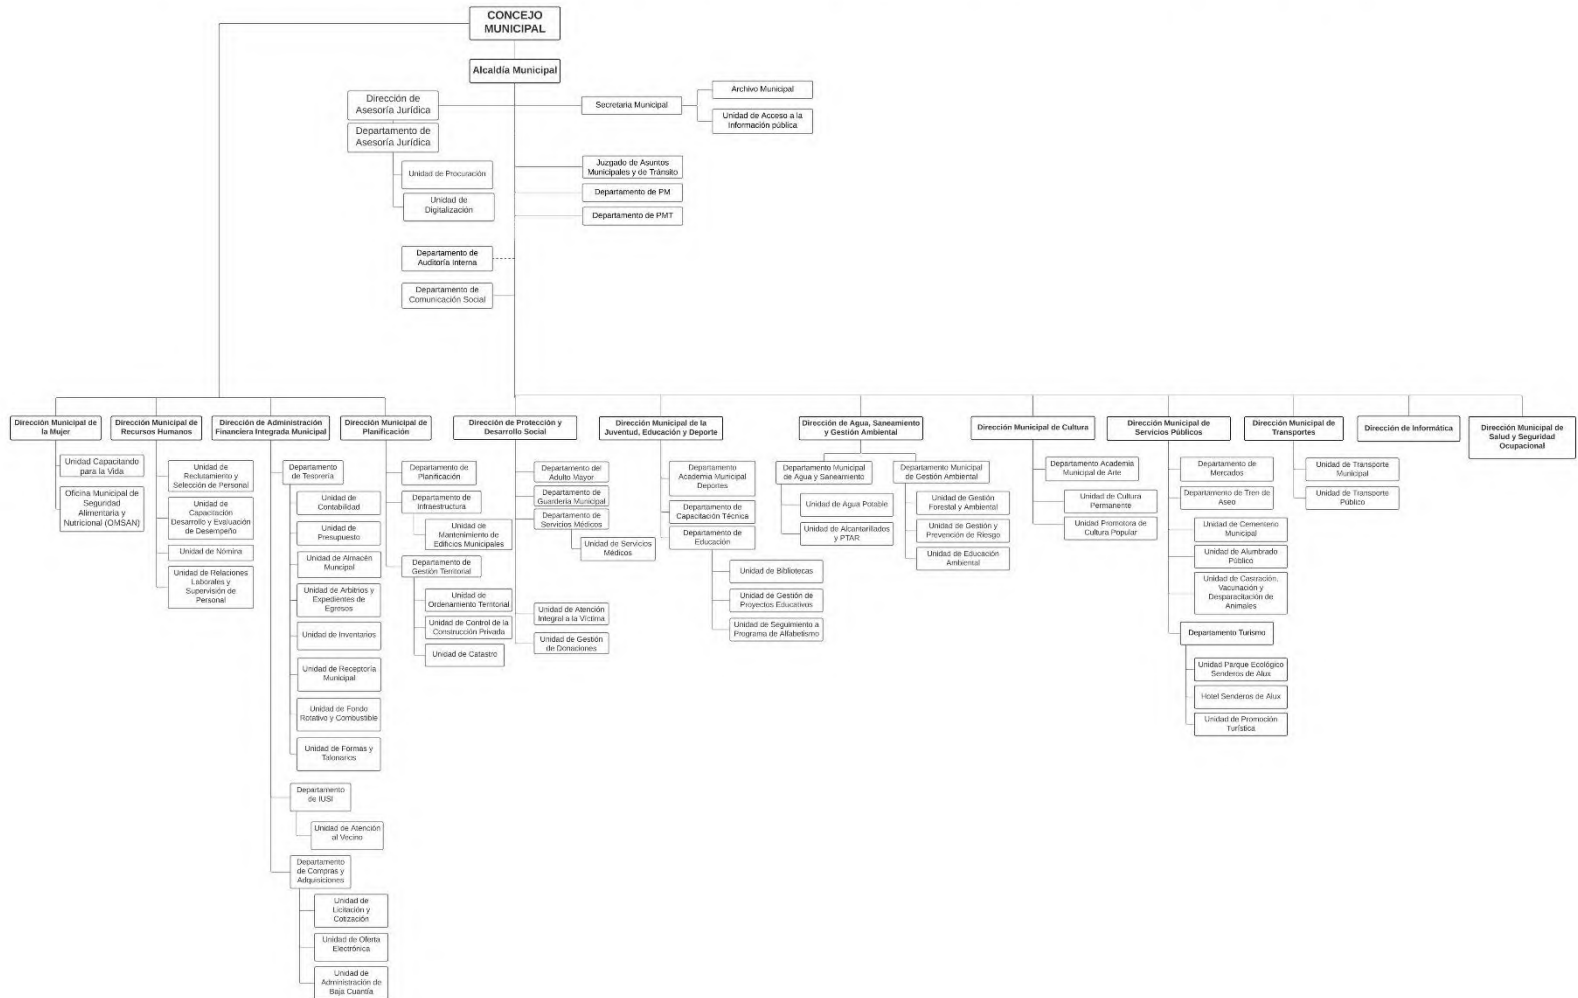 CONCEJO
MUNICIPAL
Alcaldía Municipal
Dirección de
Asesoría Jurídica
Departamento de
Asesoría Jurídica
Unidad de Procuración
Unidad de
Digitalización
Secretaria Municipal
Archivo Municipal
Unidad de Acceso a la
Información pública
Juzgado de Asuntos
Municipales y de Tránsito
Departamento de PM
Departamento de PMT
Departamento de
Auditoría Interna
Departamento de
Comunicación Social
Dirección Municipal de
la Mujer
Unidad Capacitando
para la Vida
Oficina Municipal de
Seguridad
Alimentaria y
Nutricional (OMSAN)
Dirección Municipal de
Recursos Humanos
Unidad de
Reclutamiento y
Selección de Personal
Unidad de
Capacitación
Desarrollo y Evaluación
de Desempeño
Unidad de Nómina
Unidad de Relaciones
Laborales y
Supervisión de
Personal
Dirección de Administración
Financiera Integrada Municipal
Departamento
de Tesorería
Unidad de
Contabilidad
Unidad de
Presupuesto
Unidad de Almacén
Muncipal
Unidad de Arbitrios y
Expedientes de
Egresos
Unidad de Inventarios
Unidad de Receptoría
Municipal
Unidad de Fondo
Rotativo y Combustible
Unidad de Formas y
Talonarios
Departamento
de IUSI
Unidad de Atención
al Vecino
Departamento
de Compras y
Adquisiciones
Unidad de
Licitación y
Cotización
Unidad de Oferta
Electrónica
Unidad de
Administración de
Baja Cuantía
Dirección Municipal de
Planificación
Departamento de
Planificación
Departamento de
Infraestructura
Unidad de
Mantenimiento de
Edificios Municipales
Departamento de
Gestión Territorial
Unidad de
Ordenamiento Territorial
Unidad de Control de la
Construcción Privada
Unidad de Catastro
Dirección de Protección y
Desarrollo Social
Departamento del
Adulto Mayor
Departamento de
Guardería Municipal
Departamento de
Servicios Médicos
Unidad de Servicios
Médicos
Unidad de Atención
Integral a la Víctima
Unidad de Gestión
de Donaciones
Dirección Municipal de la
Juventud, Educación y Deporte
Departamento
Academia Municipal
Deportes
Departamento de
Capacitación Técnica
Departamento de
Educación
Unidad de Bibliotecas
Unidad de Gestión de
Proyectos Educativos
Unidad de Seguimiento a
Programa de Alfabetismo
Dirección de Agua, Saneamiento
y Gestión Ambiental
Departamento Municipal
de Agua y Saneamiento
Unidad de Agua Potable
Unidad de Alcantarillados
y PTAR
Departamento Municipal
de Gestión Ambiental
Unidad de Gestión
Forestal y Ambiental
Unidad de Gestión y
Prevención de Riesgo
Unidad de Educación
Ambiental
Dirección Municipal de Cultura
Departamento Academia
Municipal de Arte
Unidad de Cultura
Permanente
Unidad Promotora de
Cultura Popular
Dirección Municipal de
Servicios Públicos
Departamento de
Mercados
Departamento de Tren de
Aseo
Unidad de Cementerio
Municipal
Unidad de Alumbrado
Público
Unidad de Castración,
Vacunación y
Desparacitación de
Animales
Departamento Turismo
Unidad Parque Ecológico
Senderos de Alux
Hotel Senderos de Alux
Unidad de Promoción
Turística
Dirección Municipal de
Transportes
Unidad de Transporte
Municipal
Unidad de Transporte
Público
Dirección de Informática
Dirección Municipal de
Salud y Seguridad
Ocupacional